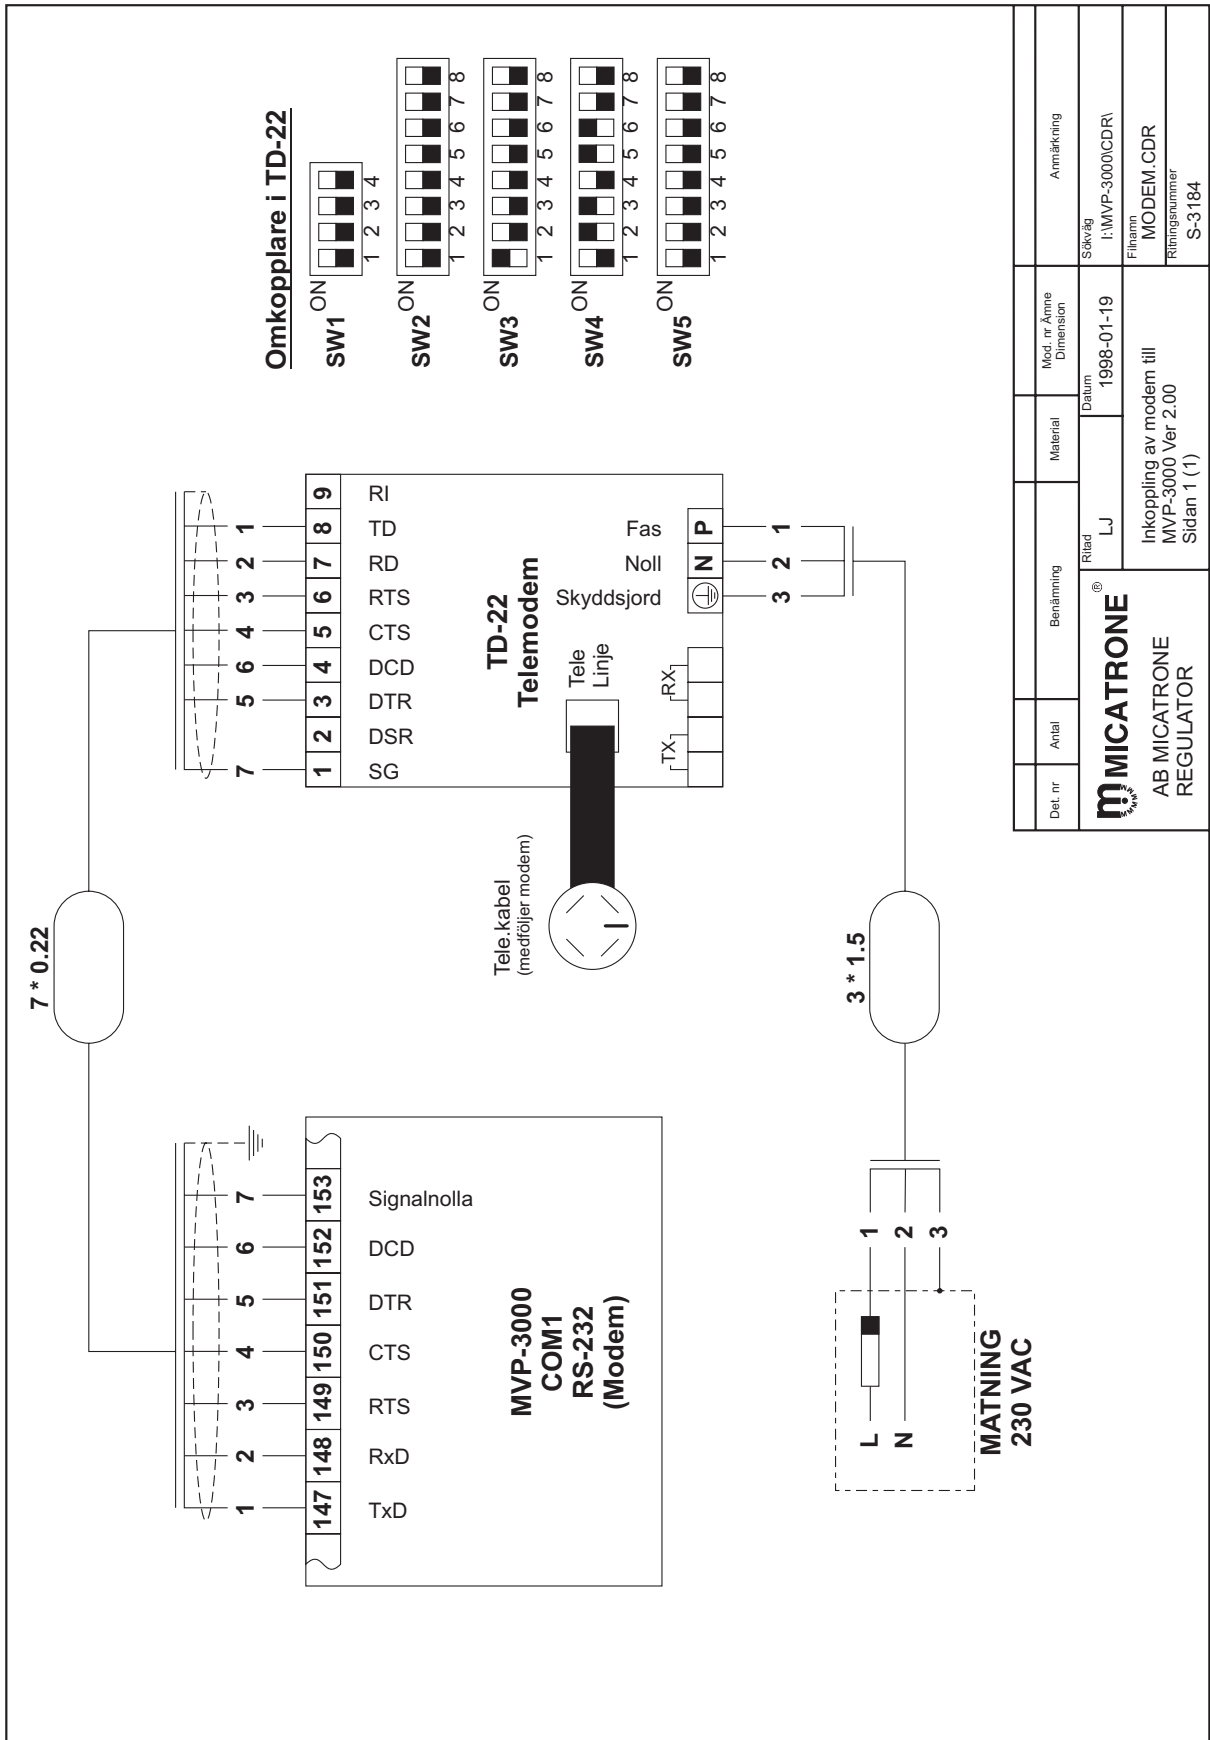 7 * 0.22
1 2 3 4 5 6 7
147 148 149 150 151 152 153
TxD
RxD
RTS
CTS
DTR
DCD
Signalnolla
MVP-3000
COM1
RS-232
(Modem)
7 5 6 4 3 2 1
1 2 3 4 5 6 7 8 9
SG
DSR
DTR
DCD
CTS
RTS
RD
TD
RI
TD-22
Telemodem
Tele
Linje
Tele.kabel
(medföljer modem)
TX
RX
Skyddsjord
Noll
Fas
N P
3 2 1
3 * 1.5
L
N
1
2
3
MATNING
230 VAC
Omkopplare i TD-22
ON
SW1
1 2 3 4
ON
SW2
1 2 3 4 5 6 7 8
ON
SW3
1 2 3 4 5 6 7 8
ON
SW4
1 2 3 4 5 6 7 8
ON
SW5
1 2 3 4 5 6 7 8
Det. nr
Antal
Benämning
Material
Mod. nr Ämne
Dimension
Anmärkning
m MICATRONE ®
MMMMMM
AB MICATRONE
REGULATOR
Ritad
LJ
Datum
1998-01-19
Sökväg
I:\MVP-3000\CDR\
Inkoppling av modem till
MVP-3000 Ver 2.00
Sidan 1 (1)
Filnamn
MODEM.CDR
Ritningsnummer
S-3184